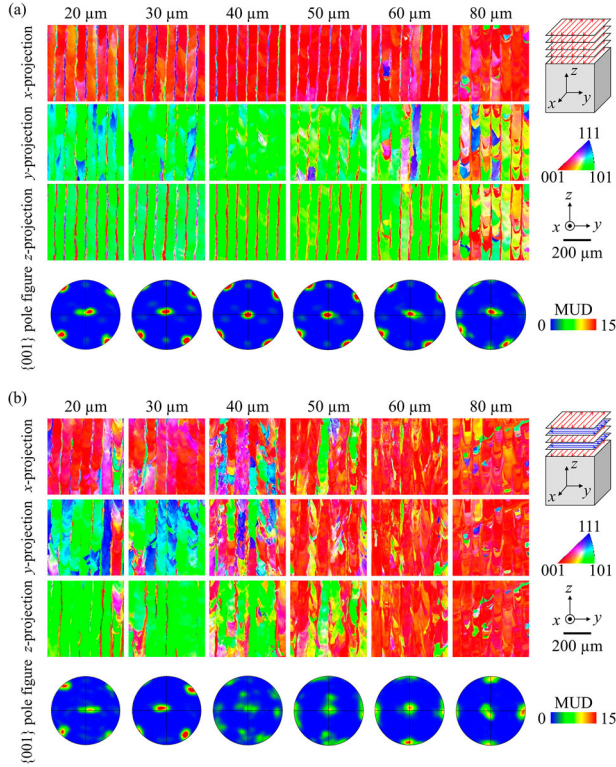 (a)
20 µm 30 µm 40 µm 50 µm 60 µm 80 µm
x-projection
y-projection
z-projection
{001} pole figure
z
x y
111
001 101
z
x y
200 µm
MUD
0 15
(b)
20 µm 30 µm 40 µm 50 µm 60 µm 80 µm
x-projection
y-projection
z-projection
{001} pole figure
z
x y
111
001 101
z
x y
200 µm
MUD
0 15